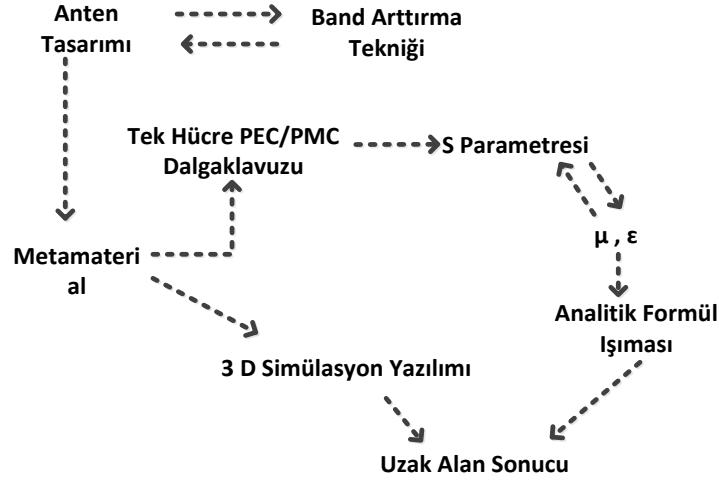 Anten
Tasarımı
Band Arttırma
Tekniği
Tek Hücre PEC/PMC
Dalgaklavuzu
S Parametresi
Metamateri
al
μ , ε
Analitik Formül
Işıması
3 D Simülasyon Yazılımı
Uzak Alan Sonucu